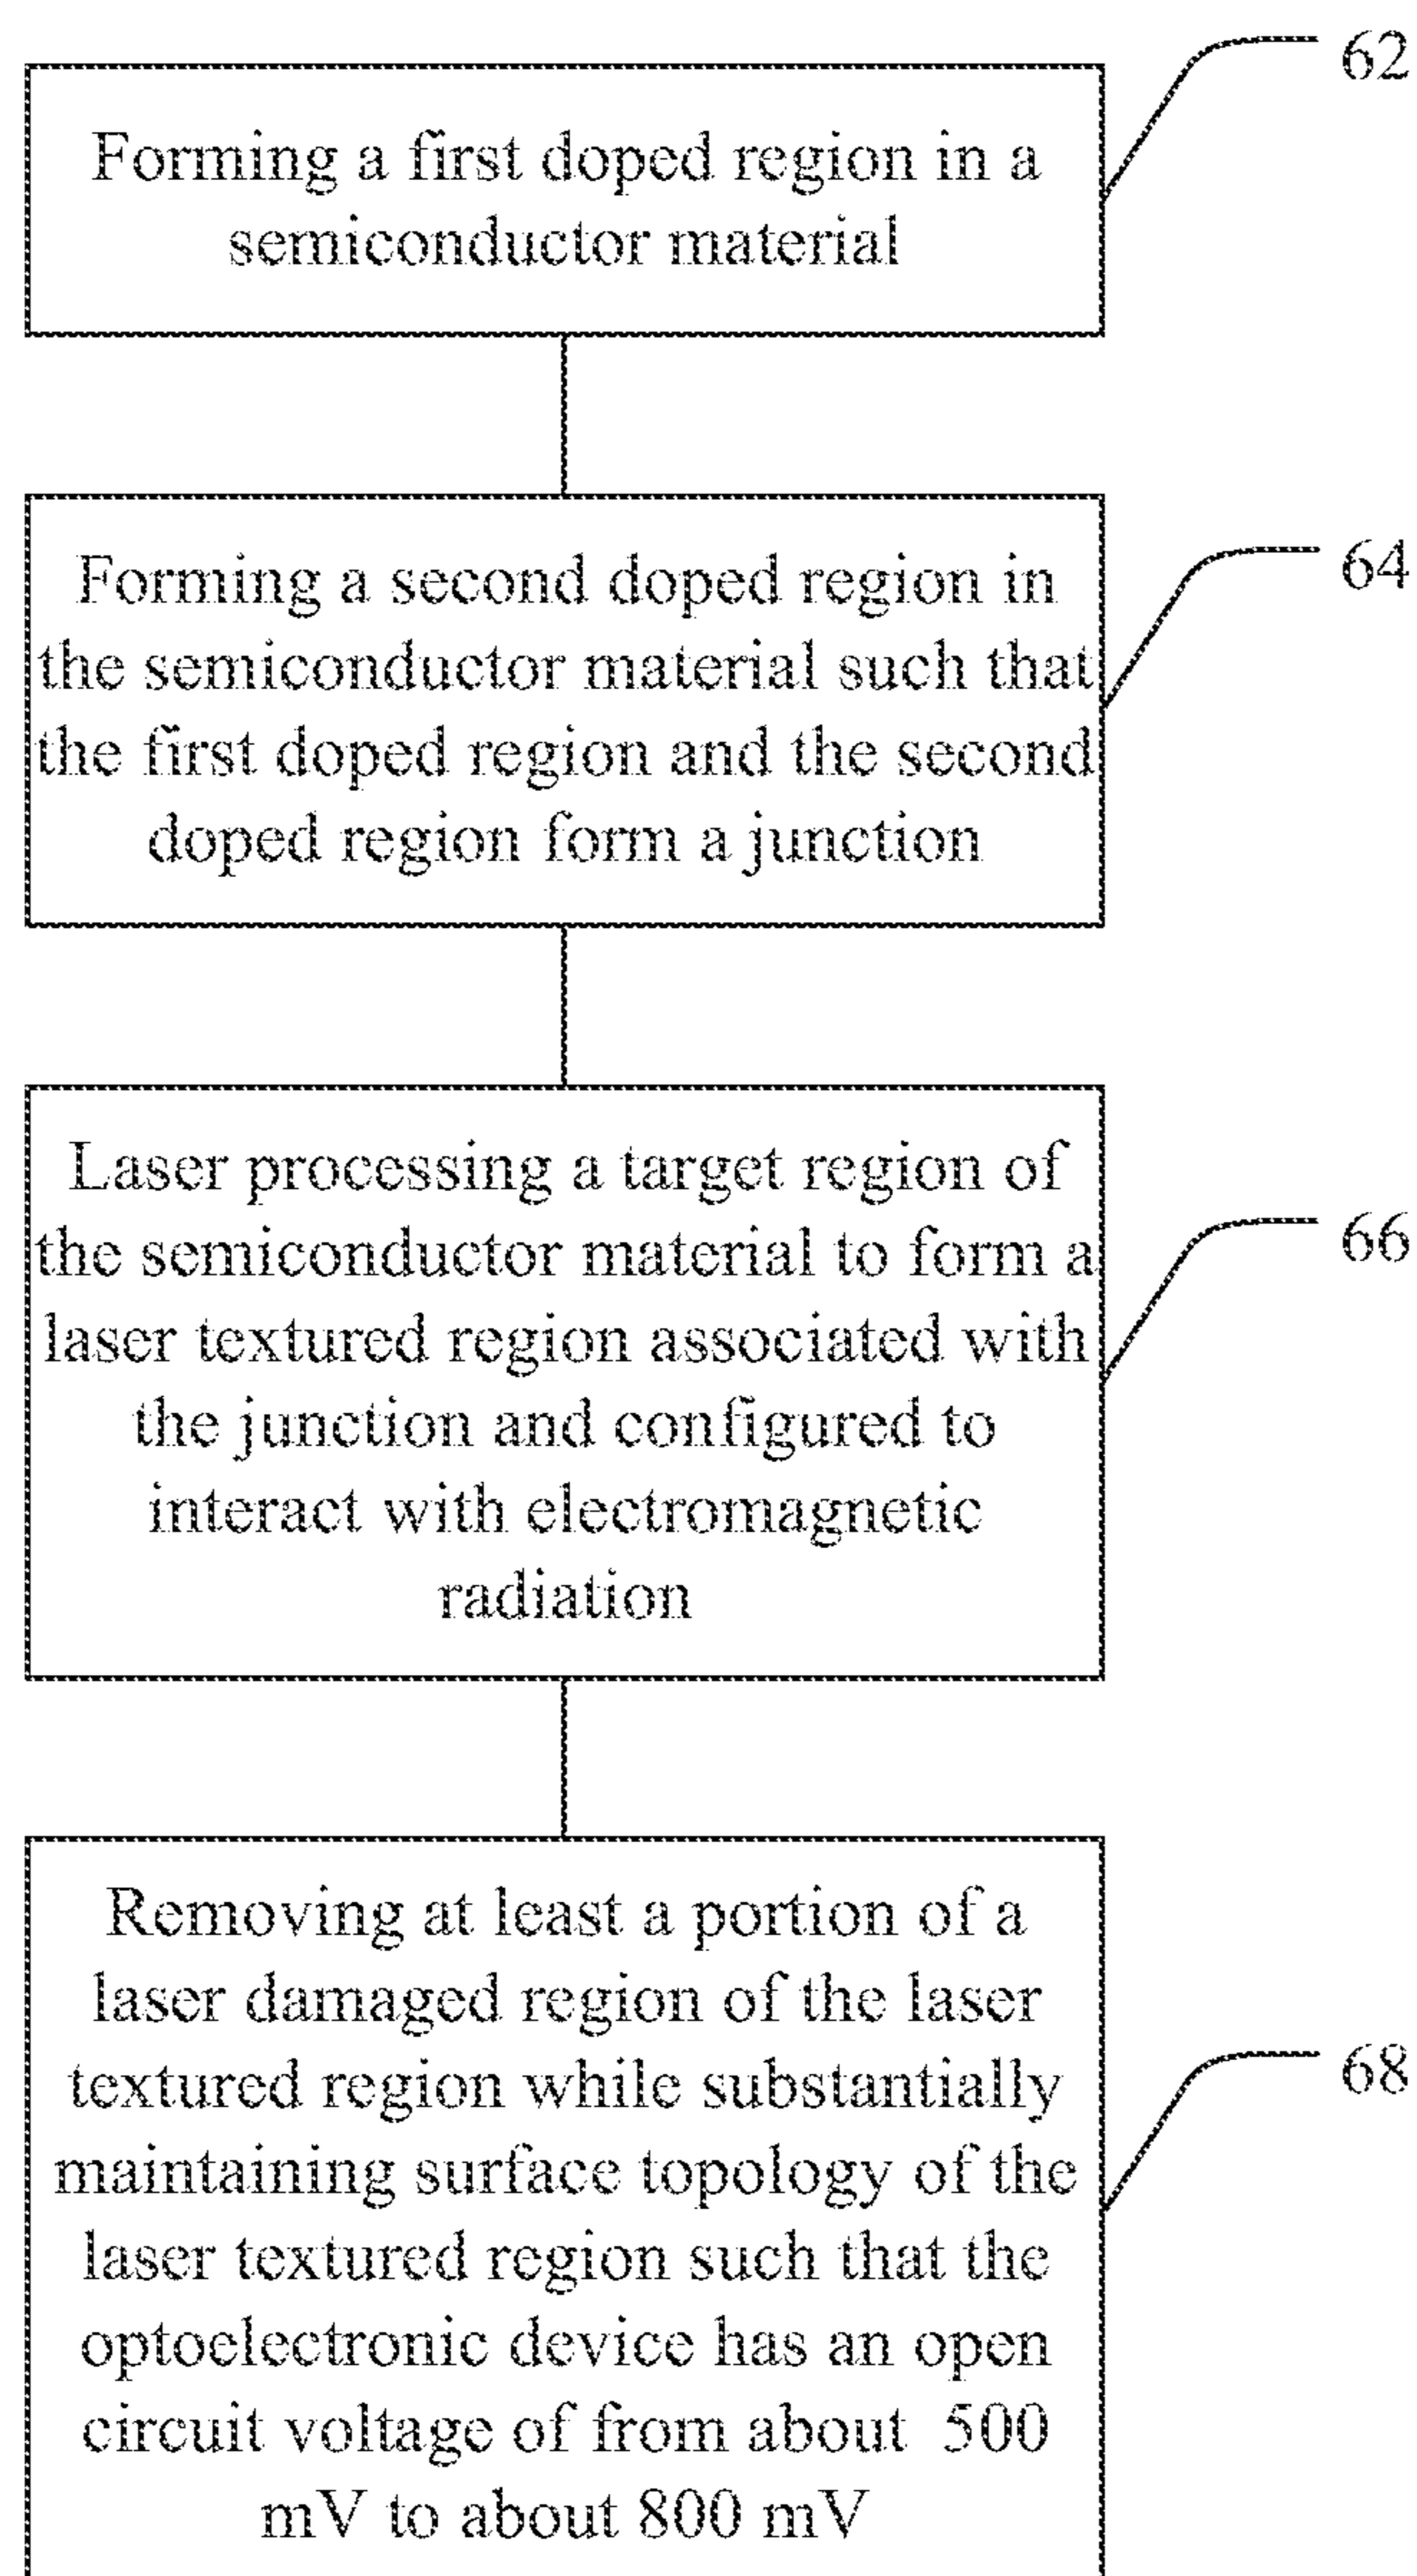 62
Forming a first doped region in a
semiconductor material
64
Forming a second doped region in
the semiconductor material such that
the first doped region and the second
doped region form a junction
Laser processing a target region of
the semiconductor material to form a
laser textured region associated with
the junction and configured to
interact with electromagnetic
radiation
66
Removing at least a portion of a
laser damaged region of the laser
textured region while substantially
maintaining surface topology of the
laser textured region such that the
optoelectronic device has an open
circuit voltage of from about 500
mV to about 800 mV
68